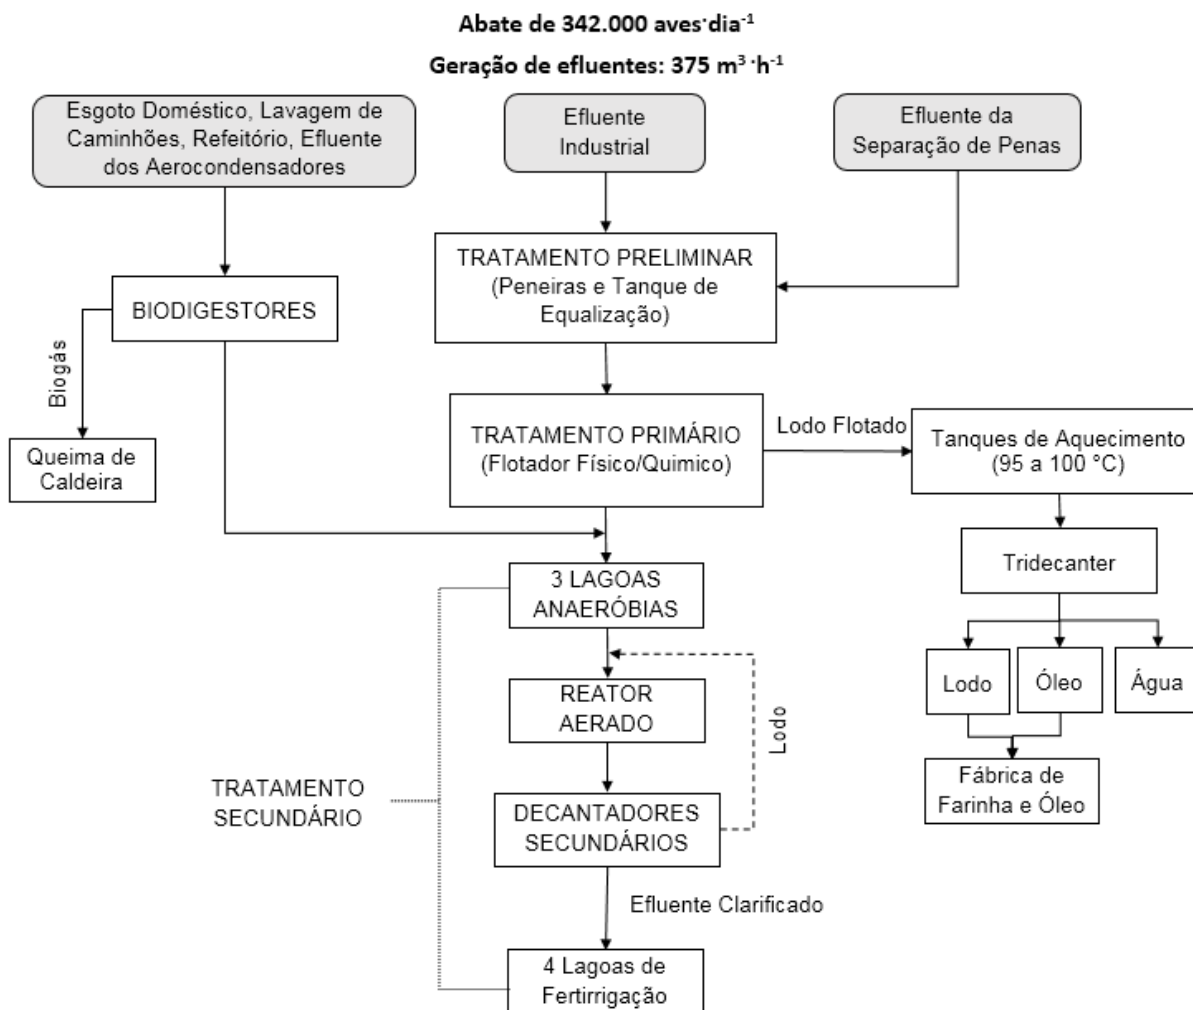 Abate de 342.000 aves·dia⁻¹
Geração de efluentes: 375 m³ ·h⁻¹
Esgoto Doméstico, Lavagem de
Caminhões, Refeitório, Efluente
dos Aerocondensadores
Efluente
Industrial
Efluente da
Separação de Penas
TRATAMENTO PRELIMINAR
(Peneiras e Tanque de
Equalização)
BIODIGESTORES
Biogás
Queima de
Caldeira
TRATAMENTO PRIMÁRIO
(Flotador Físico/Quimico)
Lodo Flotado
Tanques de Aquecimento
(95 a 100 °C)
Tridecanter
Lodo
Óleo
Água
Fábrica de
Farinha e Óleo
3 LAGOAS
ANAERÓBIAS
REATOR
AERADO
Lodo
DECANTADORES
SECUNDÁRIOS
TRATAMENTO
SECUNDÁRIO
Efluente Clarificado
4 Lagoas de
Fertirrigação